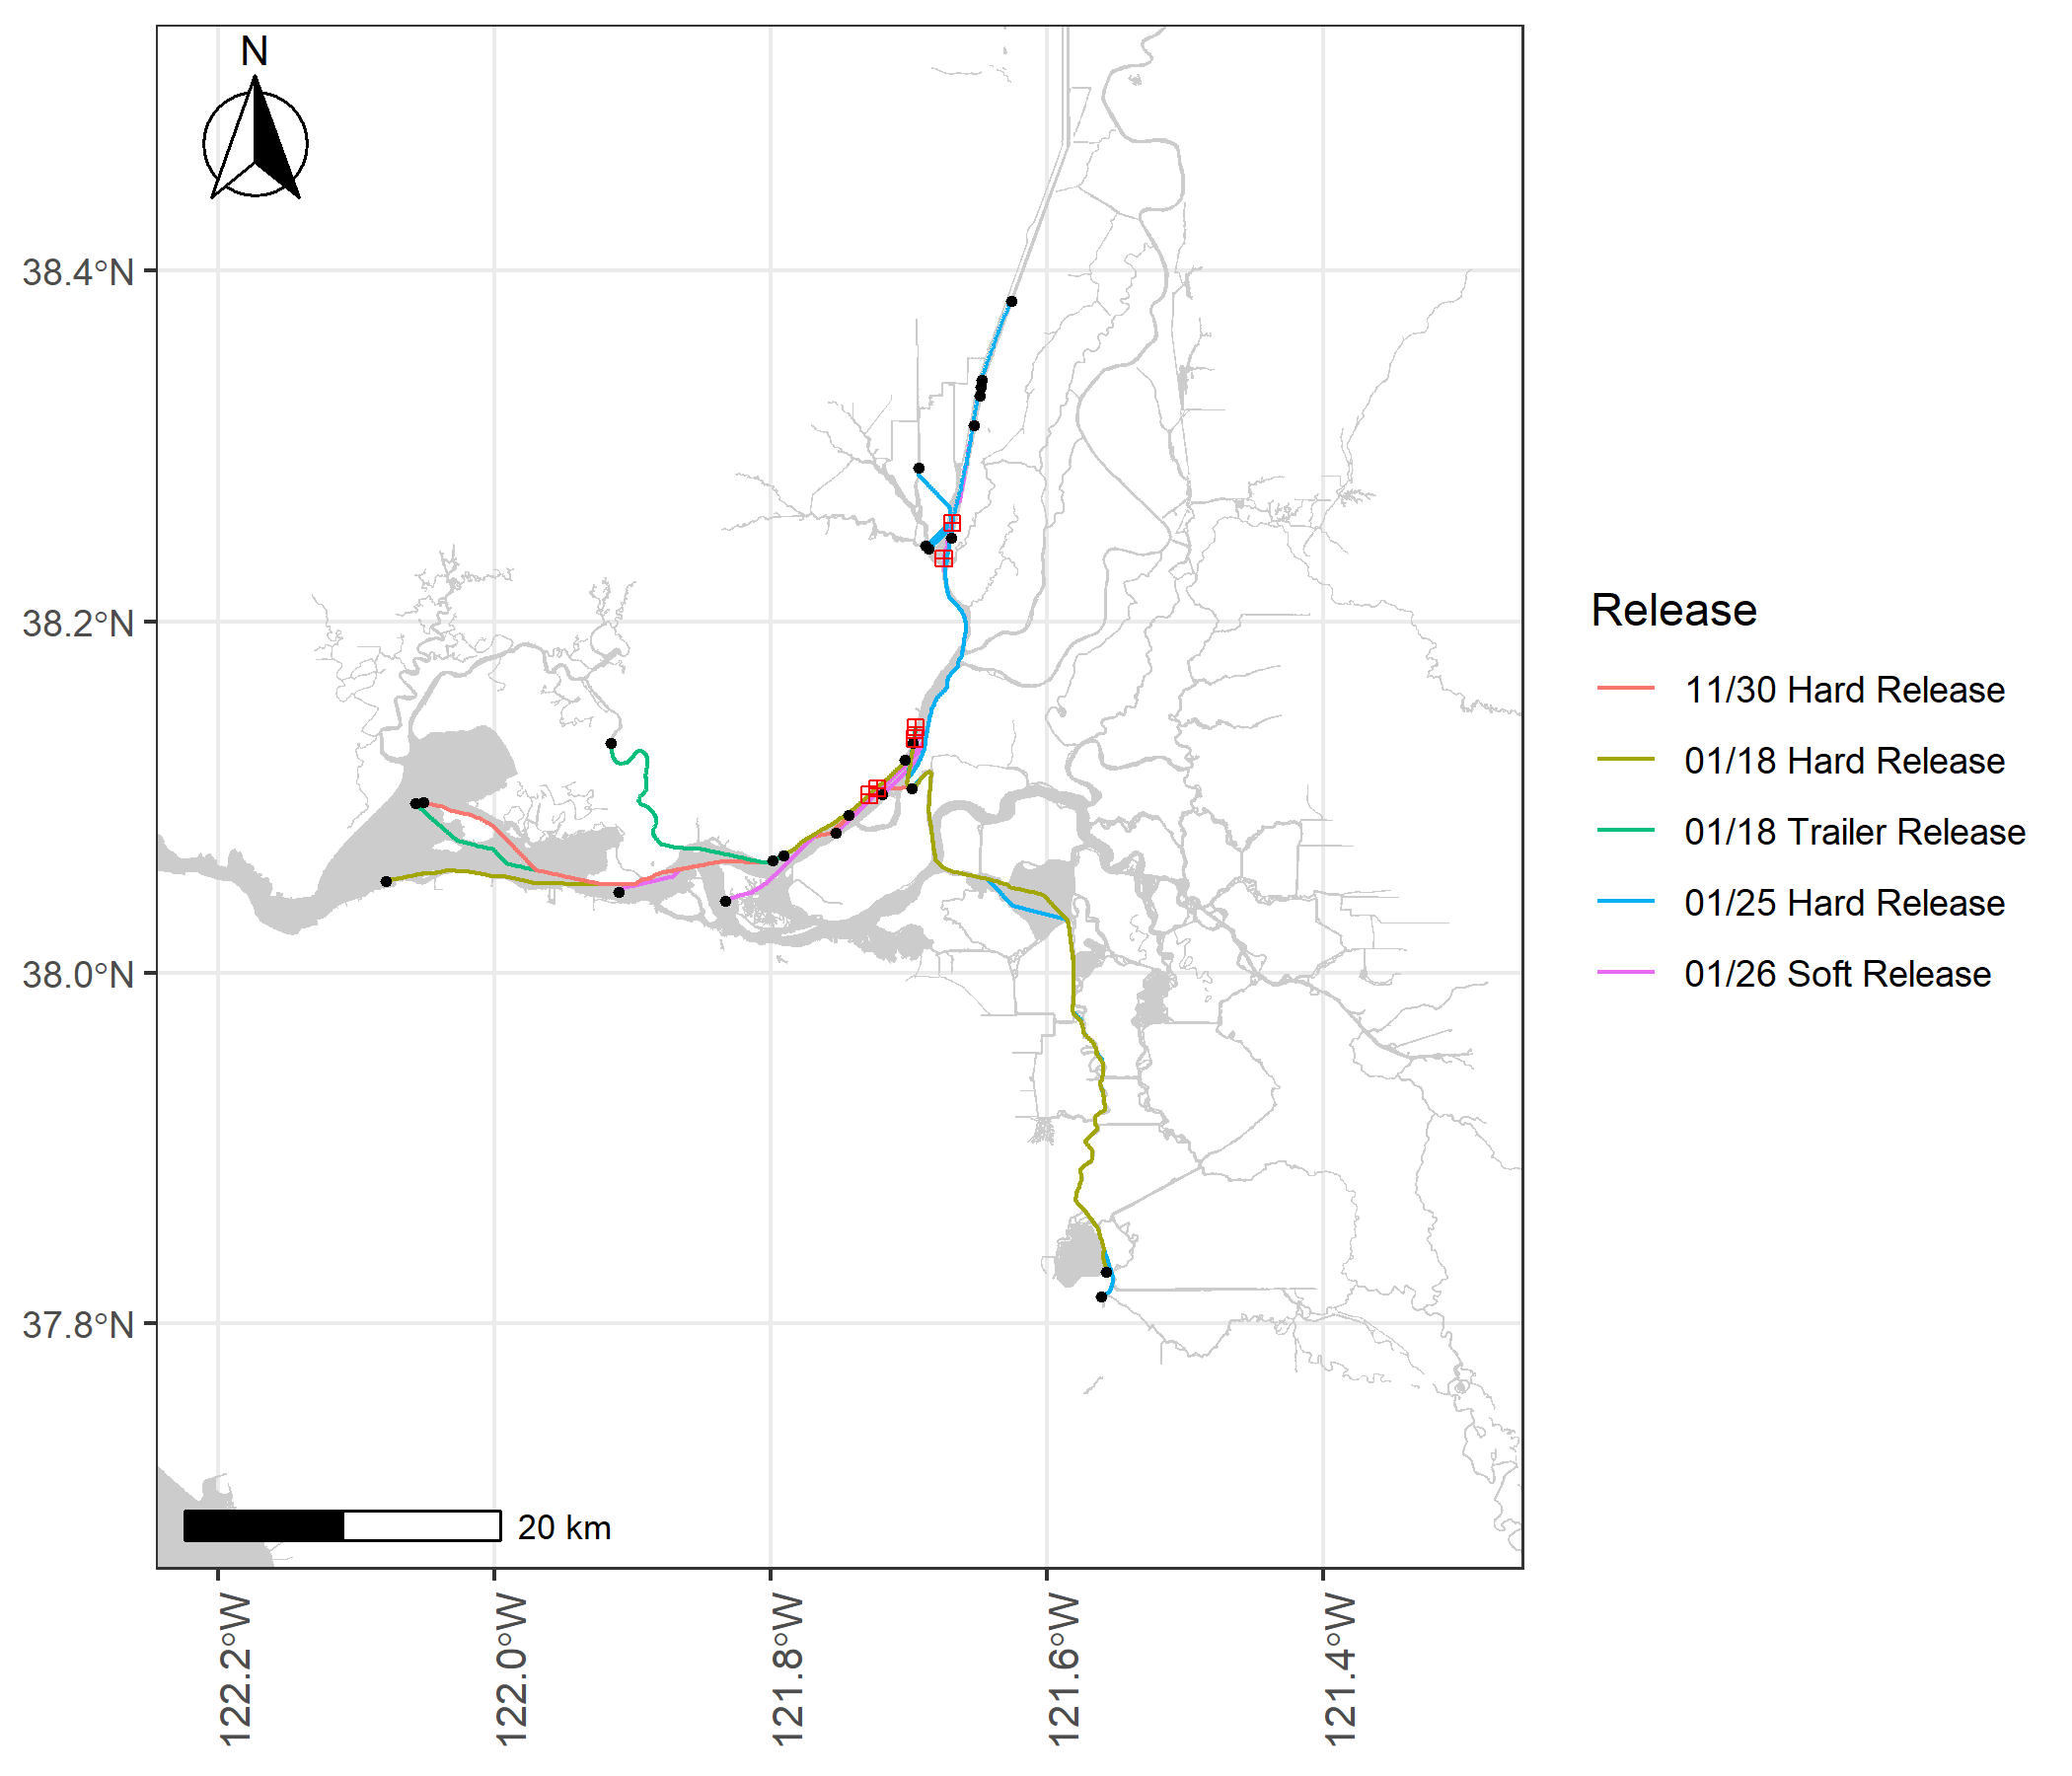 N
38.4°N
38.2°N
38.0°N
37.8°N
20 km
122.2°W
122.0°W
121.8°W
121.6°W
121.4°W
Release
11/30 Hard Release
01/18 Hard Release
01/18 Trailer Release
01/25 Hard Release
01/26 Soft Release